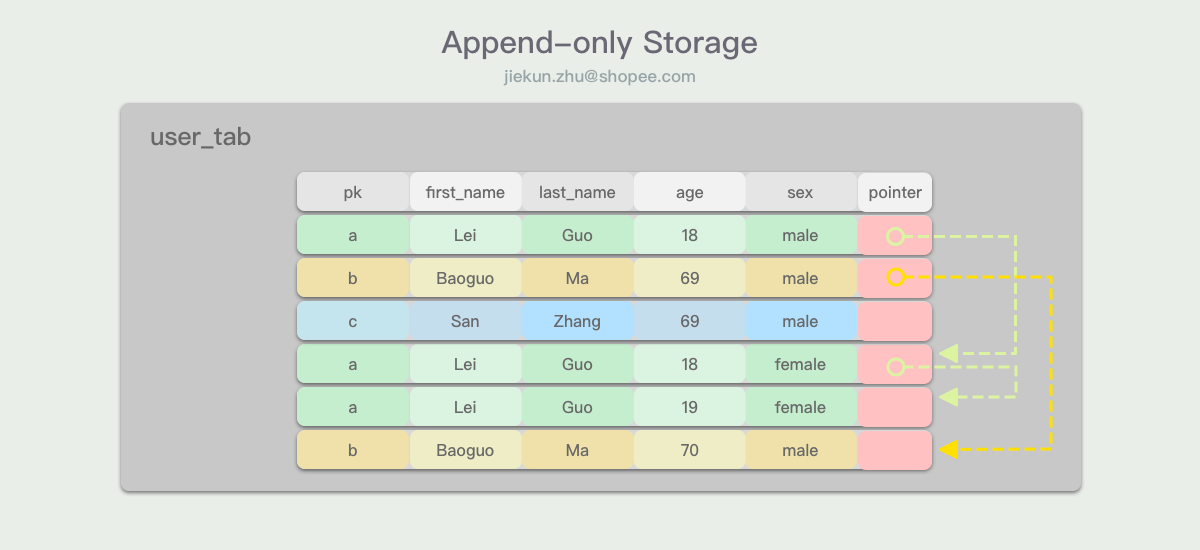 Append-only Storage
jiekun.zhu@shopee.com
user_tab
pk first_name last_name age sex pointer
a Lei Guo 18 male
b Baoguo Ma 69 male
c San Zhang 69 male
a Lei Guo 18 female
a Lei Guo 19 female
b Baoguo Ma 70 male